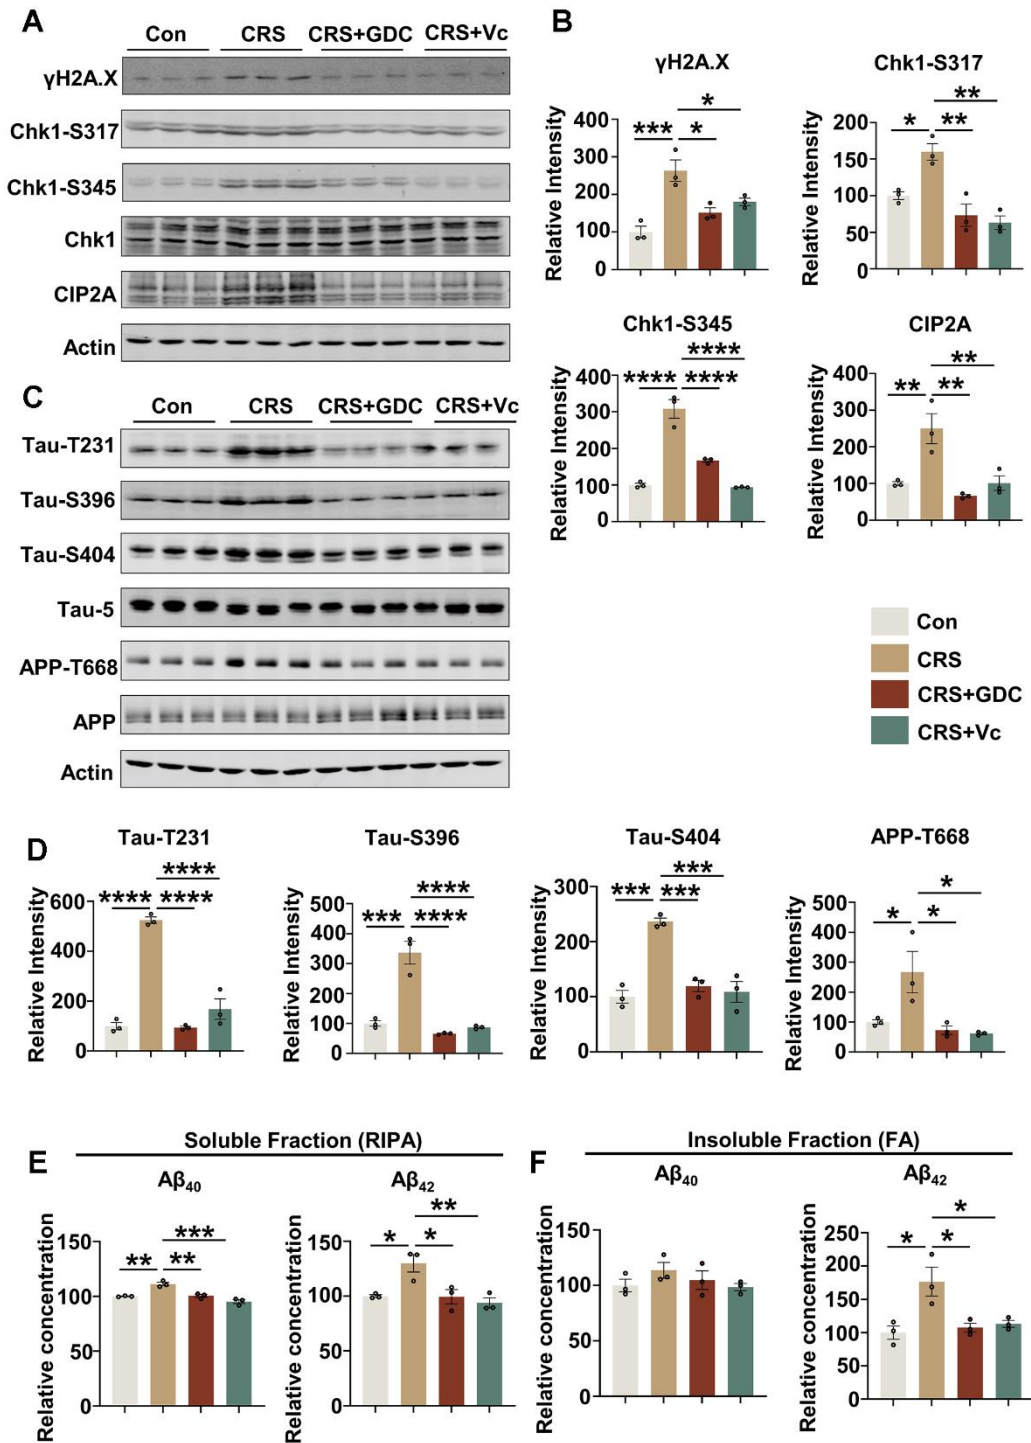 A
Con CRS CRS+GDC CRS+Vc
γH2A.X
Chk1-S317
Chk1-S345
Chk1
CIP2A
Actin
B
γH2A.X
Relative Intensity
400
300
200
100
0
*** * *
Chk1-S317
Relative Intensity
200
150
100
50
0
* ** **
Chk1-S345
Relative Intensity
400
300
200
100
0
**** **** ****
CIP2A
Relative Intensity
400
300
200
100
0
** ** **
Con
CRS
CRS+GDC
CRS+Vc
C
Con CRS CRS+GDC CRS+Vc
Tau-T231
Tau-S396
Tau-S404
Tau-5
APP-T668
APP
Actin
D
Tau-T231
Relative Intensity
600
400
200
0
**** **** ****
Tau-S396
Relative Intensity
500
400
300
200
100
0
*** **** ****
Tau-S404
Relative Intensity
300
200
100
0
*** *** ***
APP-T668
Relative Intensity
500
400
300
200
100
0
* * *
E
Soluble Fraction (RIPA)
Aβ40
Relative concentration
150
100
50
0
** ** ***
Aβ42
150
100
50
0
* * **
F
Insoluble Fraction (FA)
Aβ40
Relative concentration
150
100
50
0
Aβ42
Relative concentration
250
200
150
100
50
0
* * *